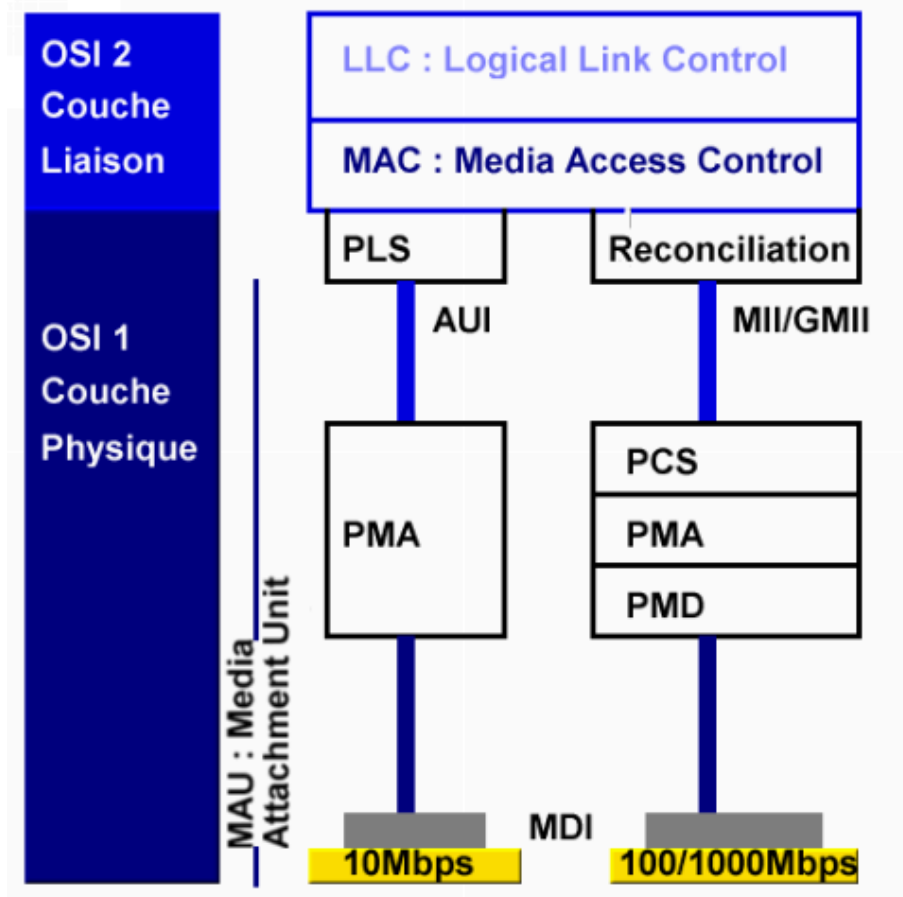 OSI 2
Couche
Liaison
LLC : Logical Link Control
MAC : Media Access Control
OSI 1
Couche
Physique
PLS
Reconciliation
AUI
MII/GMII
PMA
PCS
PMA
PMD
MAU : Media
Attachment Unit
MDI
10Mbps
100/1000Mbps